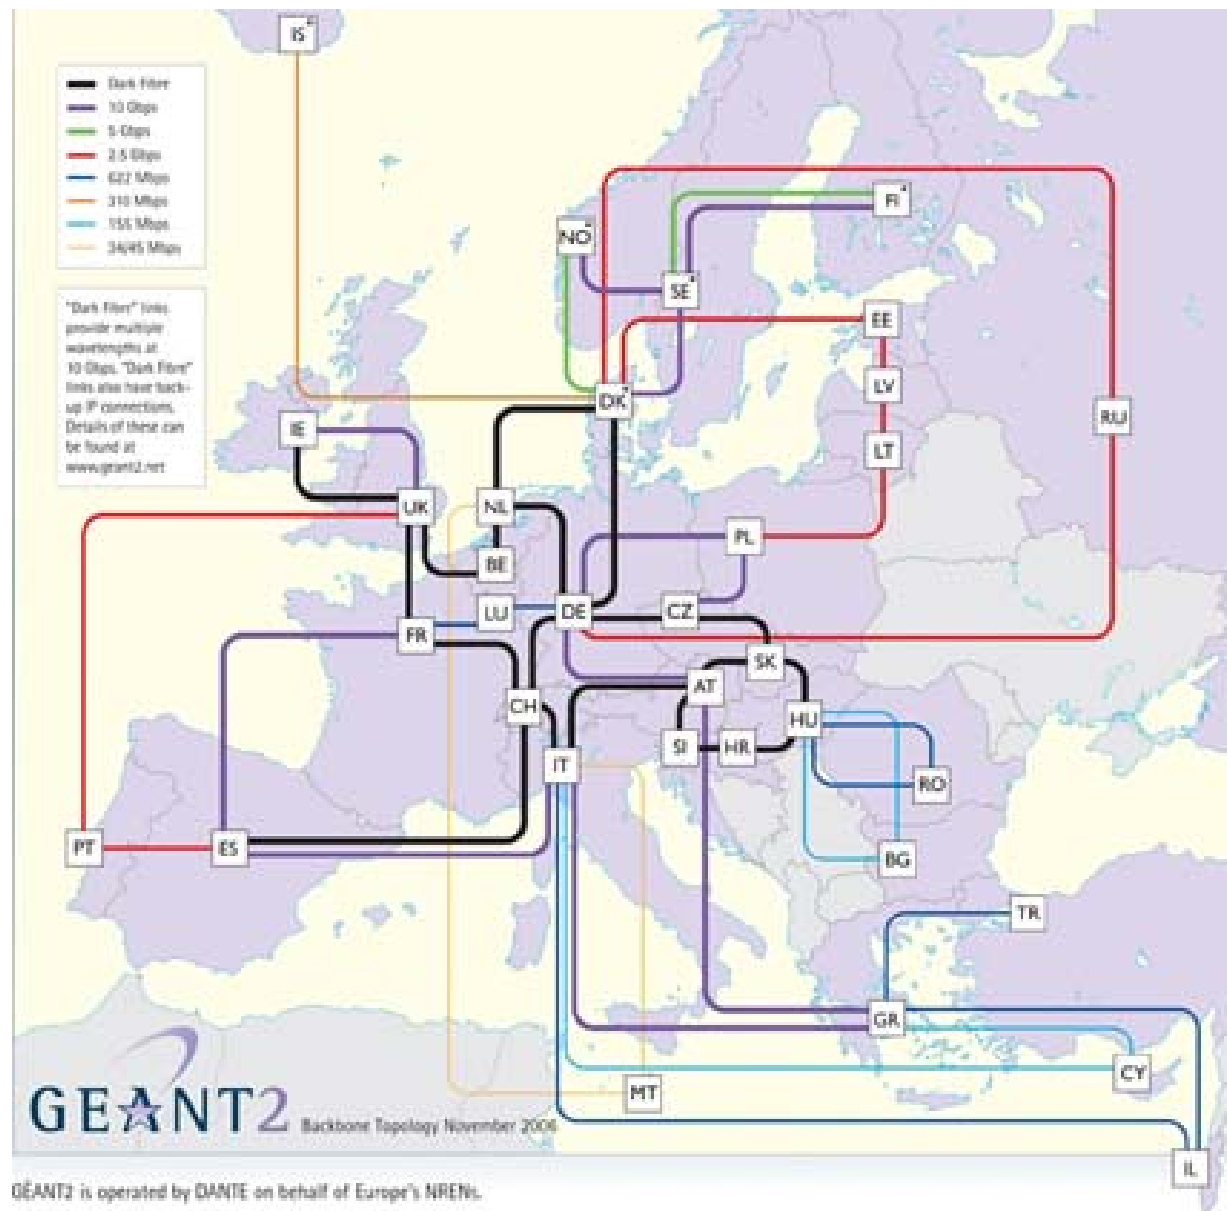 IS*
Dark Fibre
10 Gbps
5 Gbps
2.5 Gbps
622 Mbps
310 Mbps
155 Mbps
34/45 Mbps
"Dark Fibre" links
provide multiple
wavelengths at
10 Gbps. "Dark Fibre"
links also have back-
up IP connections.
Details of these can
be found at
www.geant2.net
FI*
NO*
SE*
EE
DK*
LV
RU
IE
LT
UK
NL
PL
BE
LU
DE
CZ
FR
SK
AT
CH
HU
SI
HR
IT
RO
PT
ES
BG
TR
GR
CY
MT
GEANT2
Backbone Topology November 2006
IL
GÉANT2 is operated by DANTE on behalf of Europe's NRENs.